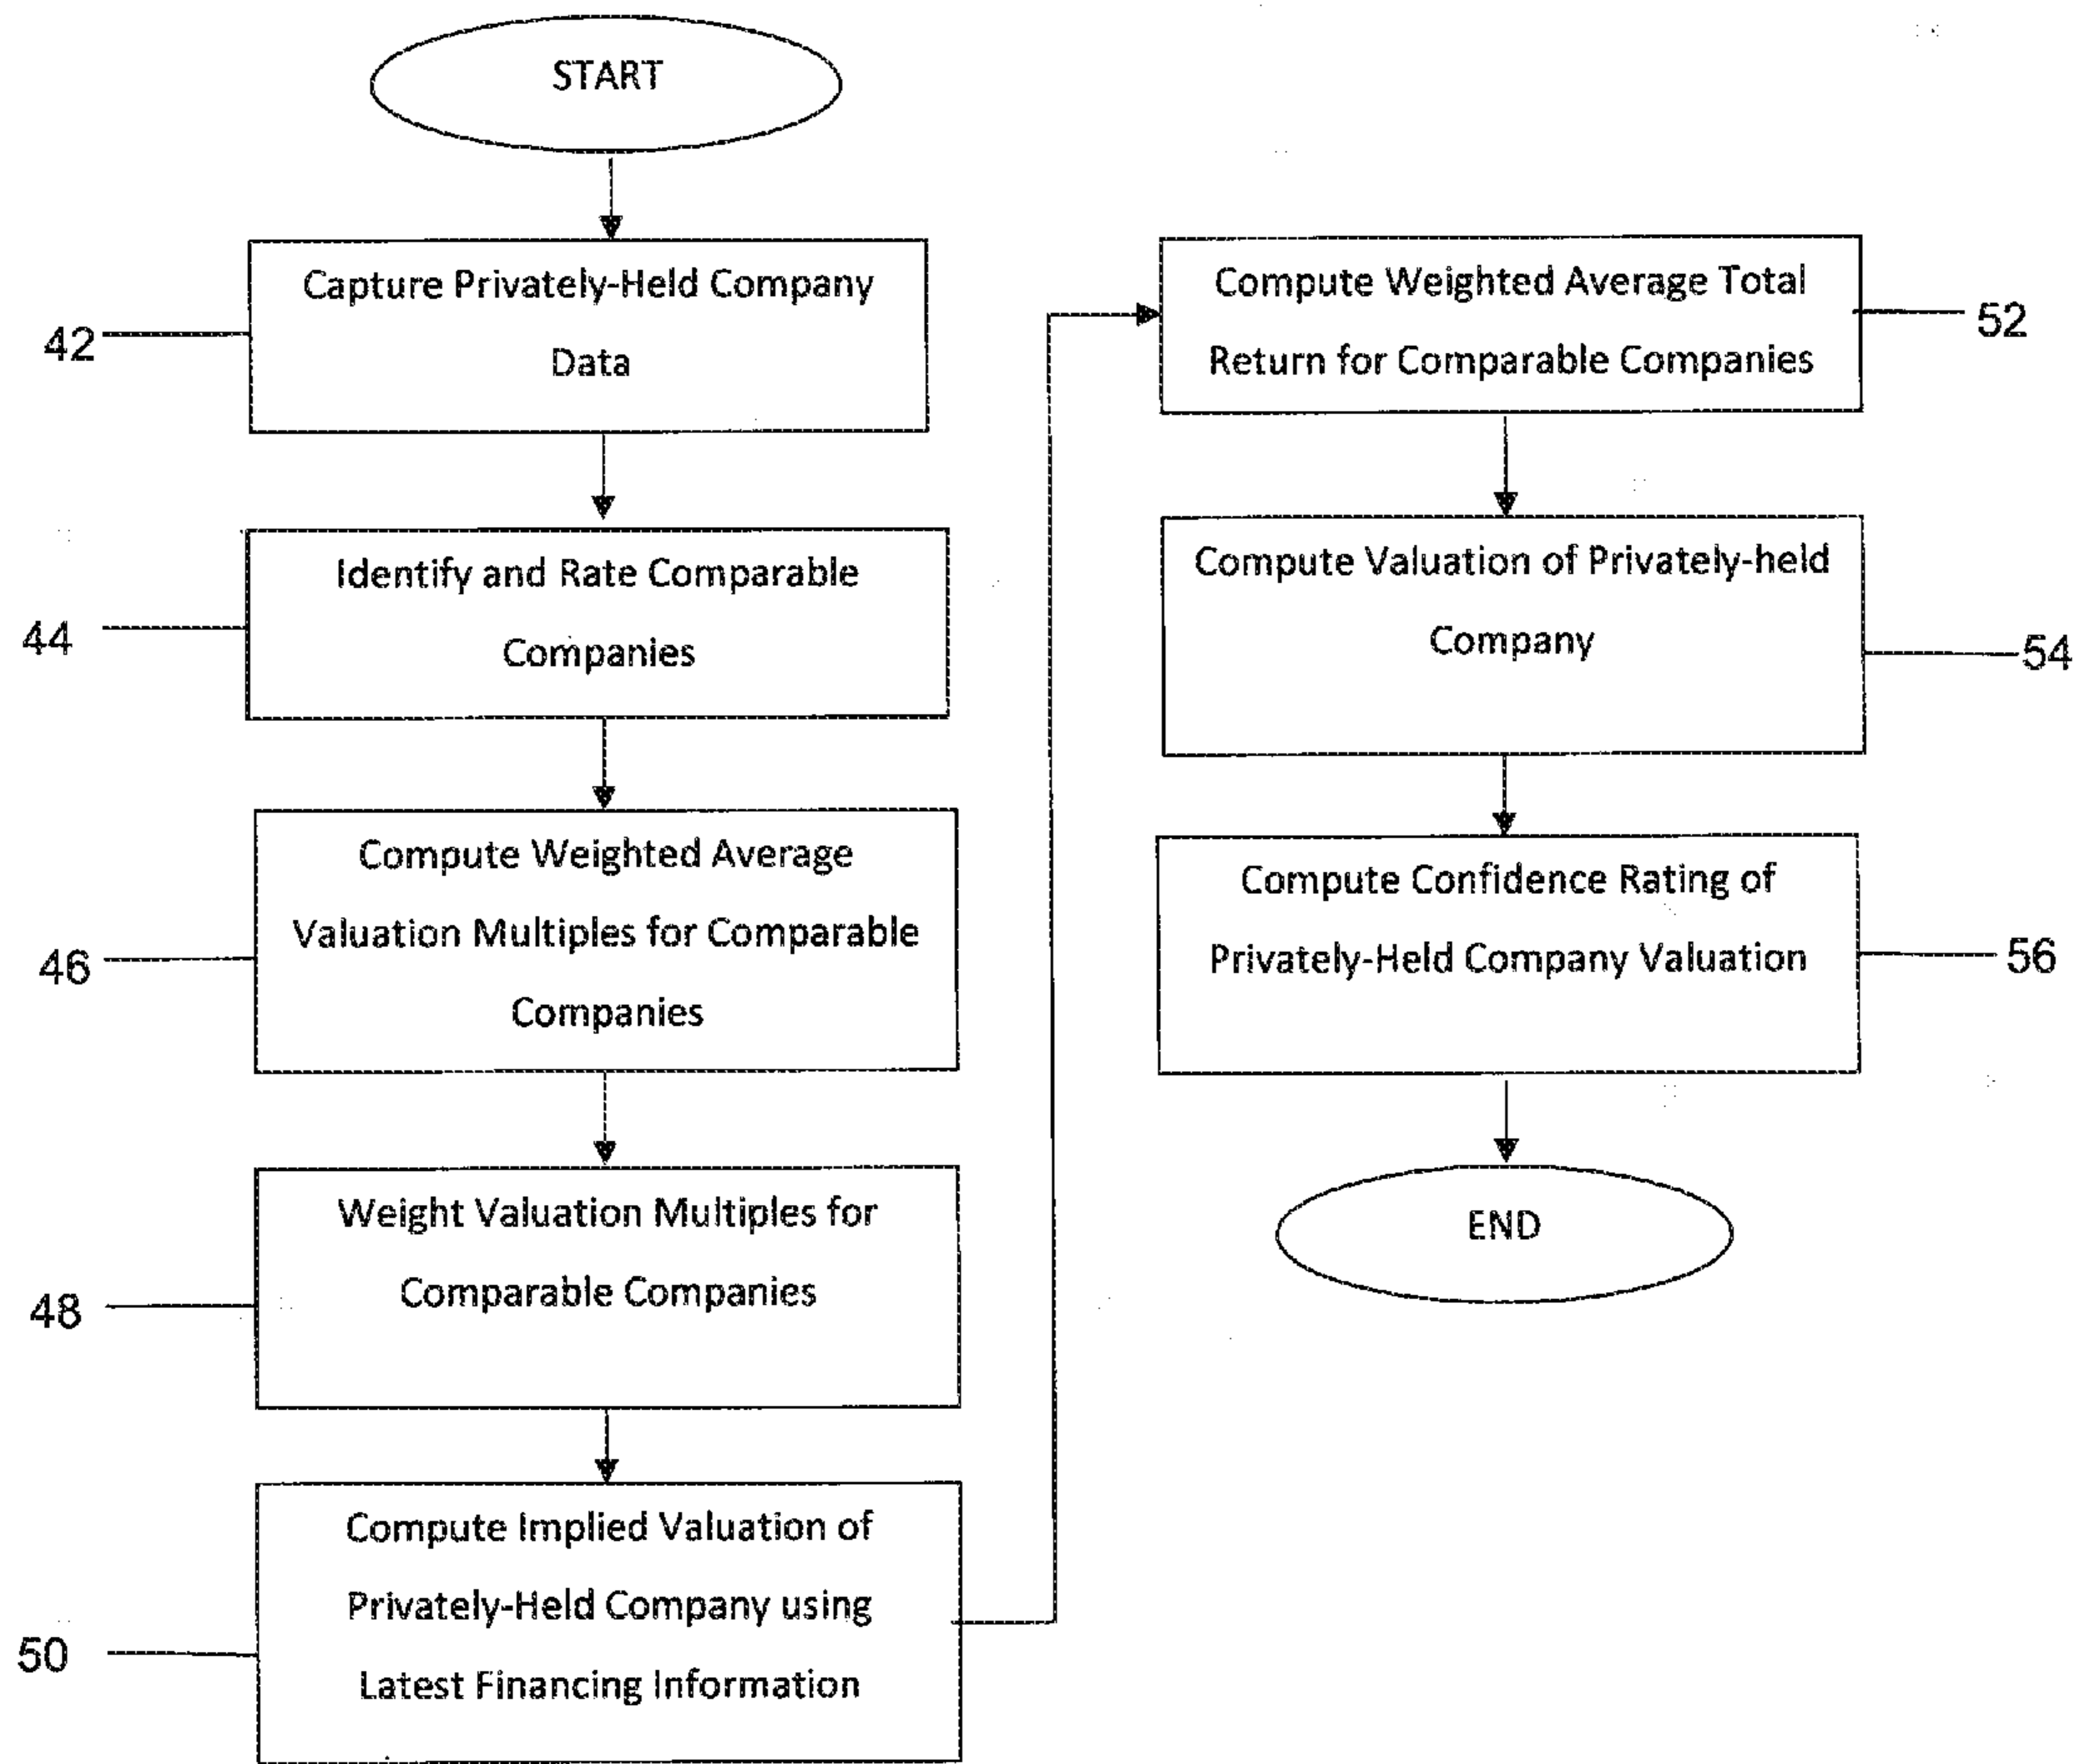 START
Capture Privately-Held Company
Data
42
Identify and Rate Comparable
Companies
44
Compute Weighted Average
Valuation Multiples for Comparable
Companies
46
Weight Valuation Multiples for
Comparable Companies
48
Compute Implied Valuation of
Privately-Held Company using
Latest Financing Information
50
Compute Weighted Average Total
Return for Comparable Companies
52
Compute Valuation of Privately-held
Company
54
Compute Confidence Rating of
Privately-Held Company Valuation
56
END